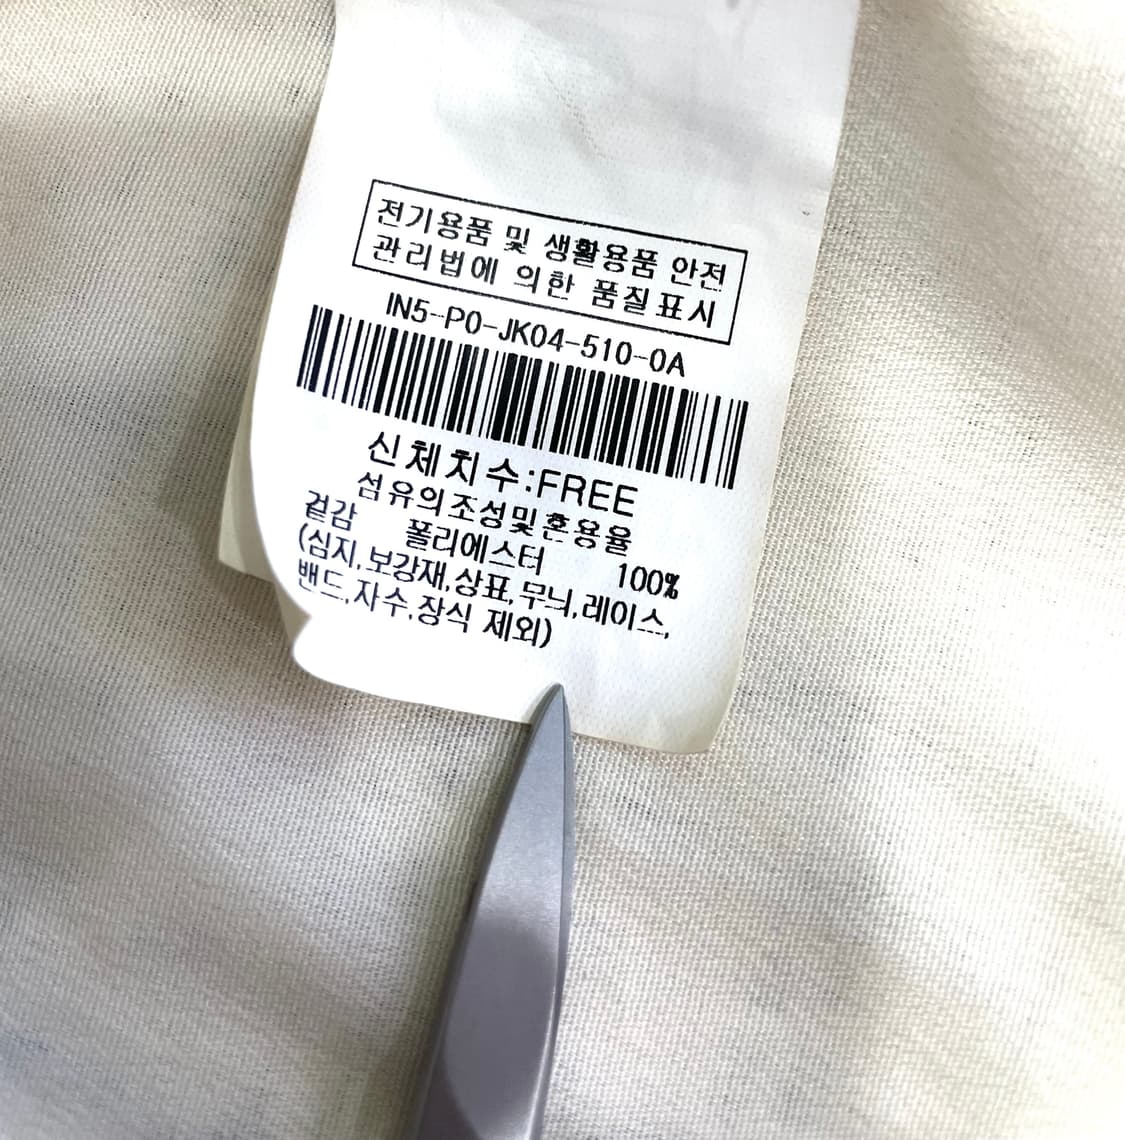 전기용품 및 생활용품 안전
관리법에 의한 품질표시
IN5-P0-JK04-510-0A
신체치수:FREE
섬유의조성및혼용율
겉감 폴리에스터 100%
(심지,보강재,상표,무늬,레이스,
밴드,자수,장식 제외)